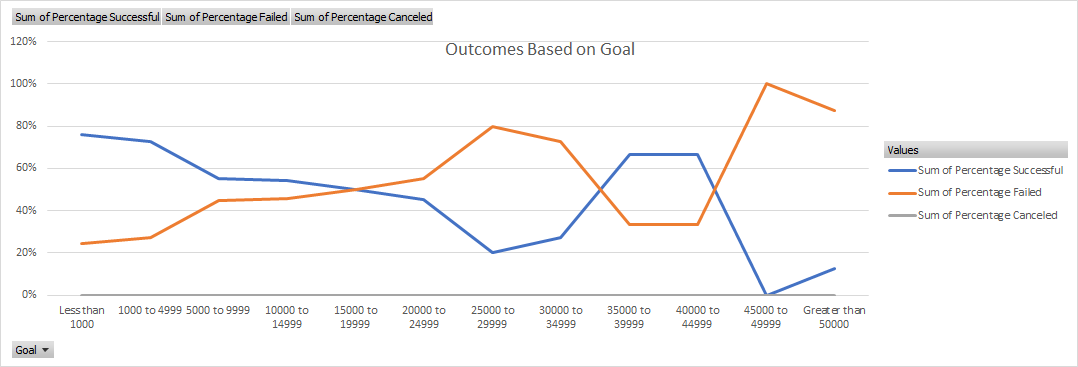 Sum of Percentage Successful Sum of Percentage Failed Sum of Percentage Canceled
Outcomes Based on Goal
120%
100%
80%
60%
40%
20%
0%
Less than 1000
1000 to 4999
5000 to 9999
10000 to 14999
15000 to 19999
20000 to 24999
25000 to 29999
30000 to 34999
35000 to 39999
40000 to 44999
45000 to 49999
Greater than 50000
Values
Sum of Percentage Successful
Sum of Percentage Failed
Sum of Percentage Canceled
Goal